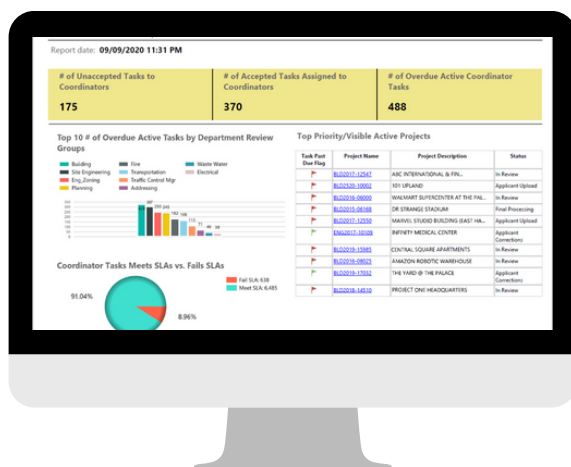 Report date: 09/09/2020 11:31 PM
# of Unaccepted Tasks to
Coordinators
175
# of Accepted Tasks Assigned to
Coordinators
370
# of Overdue Active Coordinator
Tasks
488
Top 10 # of Overdue Active Tasks by Department Review
Groups
Building
Fire
Waste Water
Site Engineering
Transportation
Electrical
Eng_Zoning
Traffic Control Mgr
Planning
Addressing
Coordinator Tasks Meets SLAs vs. Fails SLAs
91.04%
8.96%
Fail SLA: 638
Meet SLA: 6,485
Top Priority/Visible Active Projects
Task Past
Due Flag
Project Name
Project Description
Status
BLD2017-12547 ABC INTERNATIONAL & FIN... In Review
BLD2520-10002 101 UPLAND Applicant Upload
BLD2016-06000 WALMART SUPERCENTER AT THE PAL... In Review
BLD2015-06168 DR STRANGE STADIUM Final Processing
BLD2017-12550 MARVEL STUDIO BUILDING (EAST HA... Applicant Upload
ENG2017-10109 INFINITY MEDICAL CENTER Applicant
Corrections
BLD2019-15985 CENTRAL SQUARE APARTMENTS In Review
BLD2016-08025 AMAZON ROBOTIC WAREHOUSE In Review
BLD2019-17032 THE YARD @ THE PALACE Applicant
Corrections
BLD2018-14510 PROJECT ONE HEADQUARTERS In Review